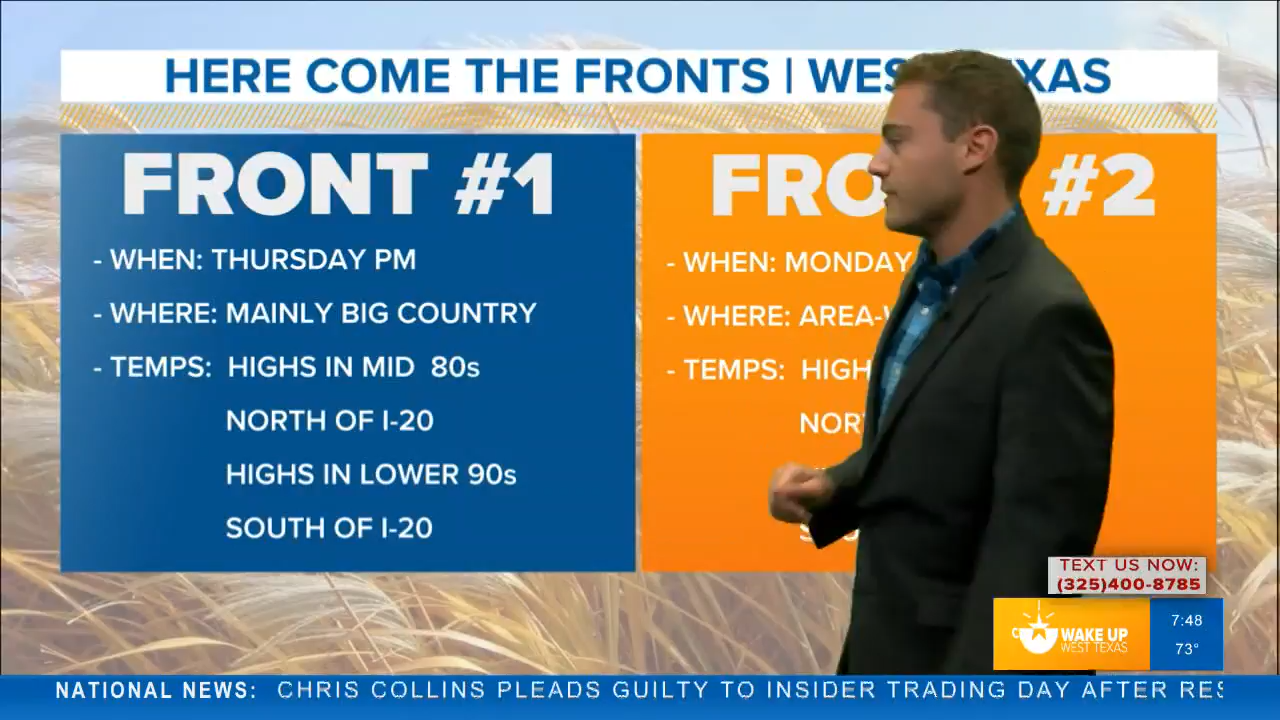 HERE COME THE FRONTS | WES XAS
FRONT #1
- WHEN: THURSDAY PM
- WHERE: MAINLY BIG COUNTRY
- TEMPS: HIGHS IN MID 80s
NORTH OF I-20
HIGHS IN LOWER 90s
SOUTH OF I-20
FRO #2
- WHEN: MONDAY
- WHERE: AREA-
- TEMPS: HIGH
NOR
TEXT US NOW:
(325)400-8785
WAKE UP
WEST TEXAS
7:48
73°
NATIONAL NEWS: CHRIS COLLINS PLEADS GUILTY TO INSIDER TRADING DAY AFTER RES